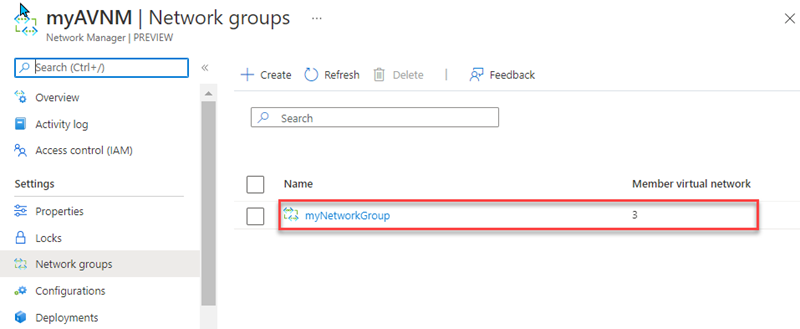 myAVNM | Network groups ...
Network Manager | PREVIEW
Search (Ctrl+/)
«
Overview
Activity log
Access control (IAM)
Settings
Properties
Locks
Network groups
Configurations
Deployments
+ Create Refresh Delete | Feedback
Search
Name Member virtual network
myNetworkGroup 3